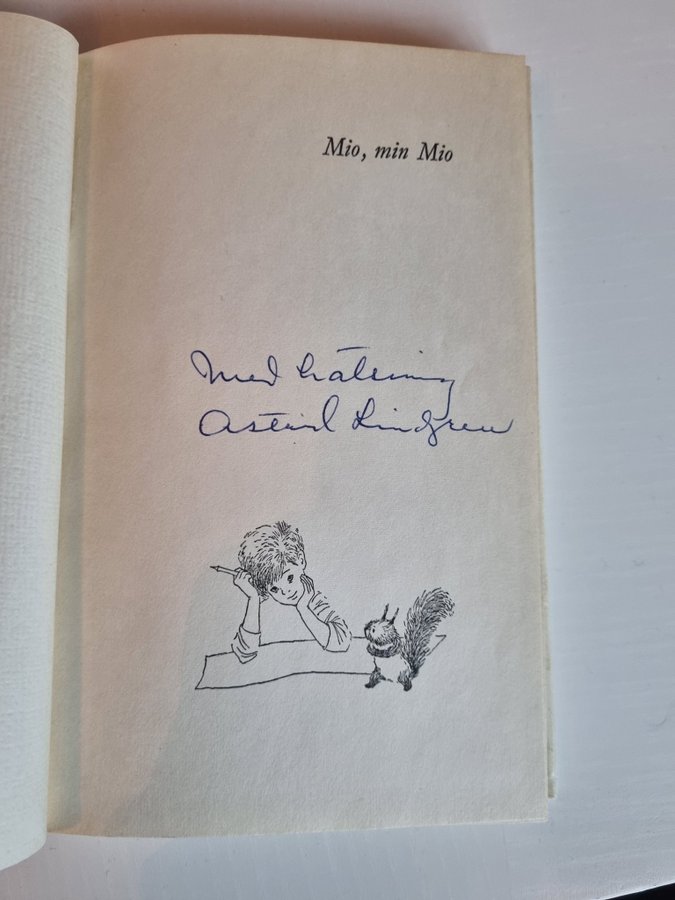 Mio, min Mio
Med hälsning
Astrid Lindgren